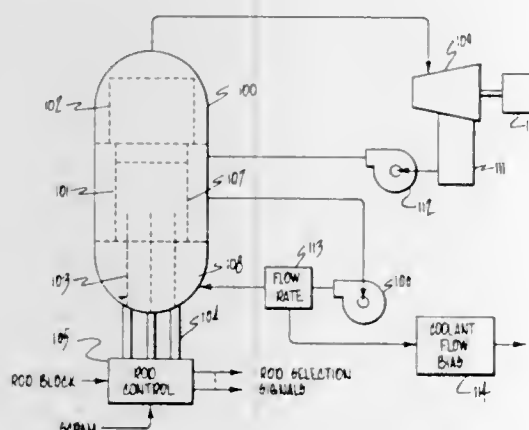 109
102
100
111
112
101
107
113
103
108
FLOW
RATE
106
104
105
COOLANT
FLOW
BIAS
ROD BLOCK
ROD
CONTROL
ROD SELECTION
SIGNALS
114
SCRAM